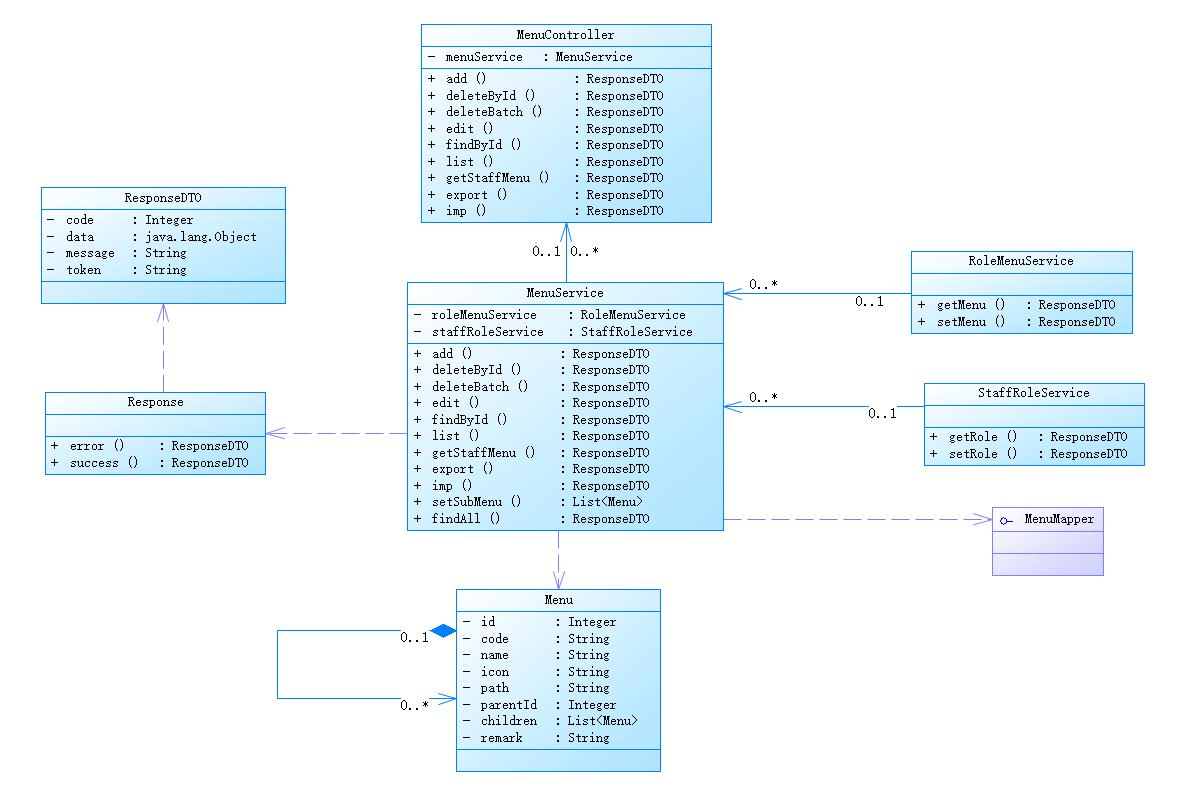 MenuController
- menuService : MenuService
+ add () : ResponseDTO
+ deleteById () : ResponseDTO
+ deleteBatch () : ResponseDTO
+ edit () : ResponseDTO
+ findById () : ResponseDTO
+ list () : ResponseDTO
+ getStaffMenu () : ResponseDTO
+ export () : ResponseDTO
+ imp () : ResponseDTO
ResponseDTO
- code : Integer
- data : java.lang.Object
- message : String
- token : String
0..1 0..*
RoleMenuService
+ getMenu () : ResponseDTO
+ setMenu () : ResponseDTO
0..*
0..1
MenuService
- roleMenuService : RoleMenuService
- staffRoleService : StaffRoleService
+ add () : ResponseDTO
+ deleteById () : ResponseDTO
+ deleteBatch () : ResponseDTO
+ edit () : ResponseDTO
+ findById () : ResponseDTO
+ list () : ResponseDTO
+ getStaffMenu () : ResponseDTO
+ export () : ResponseDTO
+ imp () : ResponseDTO
+ setSubMenu () : List<Menu>
+ findAll () : ResponseDTO
Response
+ error () : ResponseDTO
+ success () : ResponseDTO
0..*
0..1
StaffRoleService
+ getRole () : ResponseDTO
+ setRole () : ResponseDTO
MenuMapper
Menu
- id : Integer
- code : String
- name : String
- icon : String
- path : String
- parentId : Integer
- children : List<Menu>
- remark : String
0..1
0..*